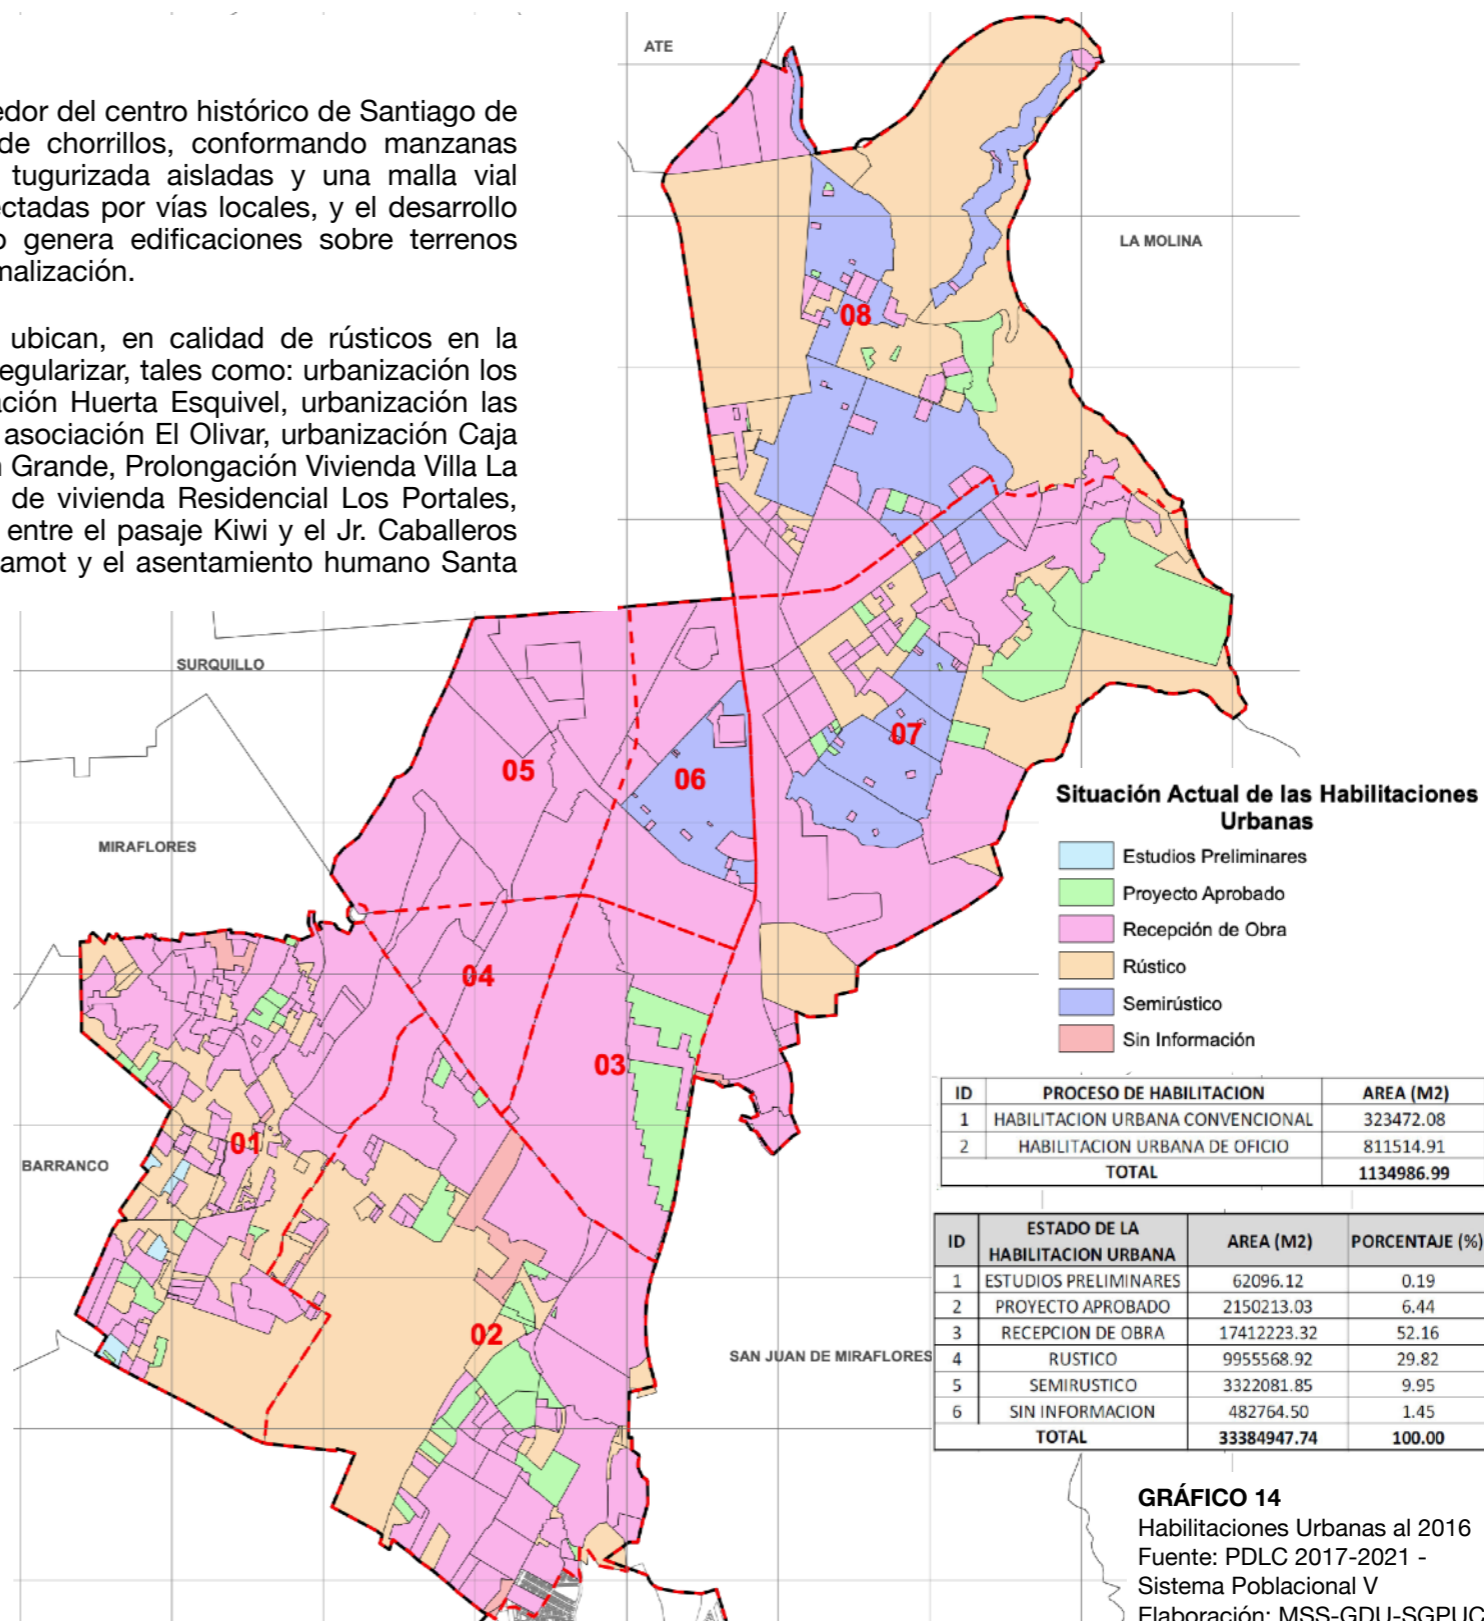 edor del centro histórico de Santiago de
de chorrillos, conformando manzanas
tugurizada aisladas y una malla vial
ectadas por vías locales, y el desarrollo
o genera edificaciones sobre terrenos
malización.
ubican, en calidad de rústicos en la
egularizar, tales como: urbanización los
ación Huerta Esquivel, urbanización las
asociación El Olivar, urbanización Caja
n Grande, Prolongación Vivienda Villa La
de vivienda Residencial Los Portales,
entre el pasaje Kiwi y el Jr. Caballeros
amot y el asentamiento humano Santa
ATE
LA MOLINA
08
SURQUILLO
07
05
06
MIRAFLORES
04
03
01
BARRANCO
02
SAN JUAN DE MIRAFLORES
Situación Actual de las Habilitaciones
Urbanas
Estudios Preliminares
Proyecto Aprobado
Recepción de Obra
Rústico
Semirústico
Sin Información
ID PROCESO DE HABILITACION AREA (M2)
1 HABILITACION URBANA CONVENCIONAL 323472.08
2 HABILITACION URBANA DE OFICIO 811514.91
TOTAL 1134986.99
ID ESTADO DE LA HABILITACION URBANA AREA (M2) PORCENTAJE (%)
1 ESTUDIOS PRELIMINARES 62096.12 0.19
2 PROYECTO APROBADO 2150213.03 6.44
3 RECEPCION DE OBRA 17412223.32 52.16
4 RUSTICO 9955568.92 29.82
5 SEMIRUSTICO 3322081.85 9.95
6 SIN INFORMACION 482764.50 1.45
TOTAL 33384947.74 100.00
GRÁFICO 14
Habilitaciones Urbanas al 2016
Fuente: PDLC 2017-2021 -
Sistema Poblacional V
Elaboración: MSS-GDU-SGPUC